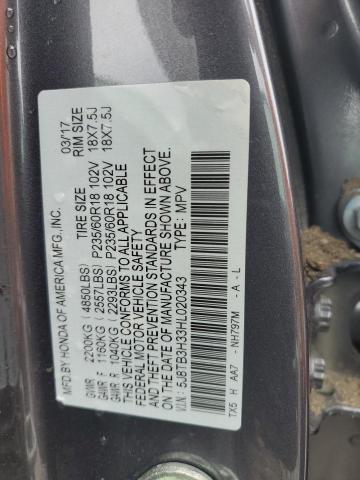 MFD. BY HONDA OF AMERICA MFG., INC. 03/17
TIRE SIZE RIM SIZE
GVWR 2200KG (4850LBS)
GAWR F 1160KG (2557LBS) P235/60R18 102V 18X7.5J
GAWR R 1040KG (2293LBS) P235/60R18 102V 18X7.5J
THIS VEHICLE CONFORMS TO ALL APPLICABLE
FEDERAL MOTOR VEHICLE SAFETY
AND THEFT PREVENTION STANDARDS IN EFFECT
ON THE DATE OF MANUFACTURE SHOWN ABOVE.
V.I.N.: 5J8TB3H33HL020343 TYPE: MPV
TX5 H AA7 - NH797M - A - L